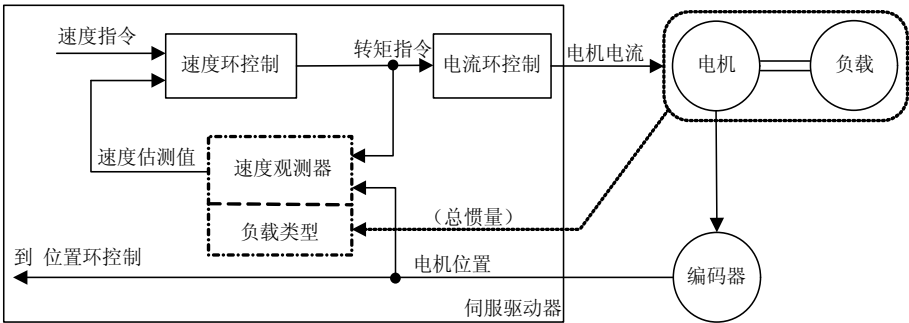 速度指令
速度环控制
转矩指令
电流环控制
电机电流
电机
负载
速度估测值
速度观测器
负载类型
（总惯量）
到 位置环控制
电机位置
编码器
伺服驱动器